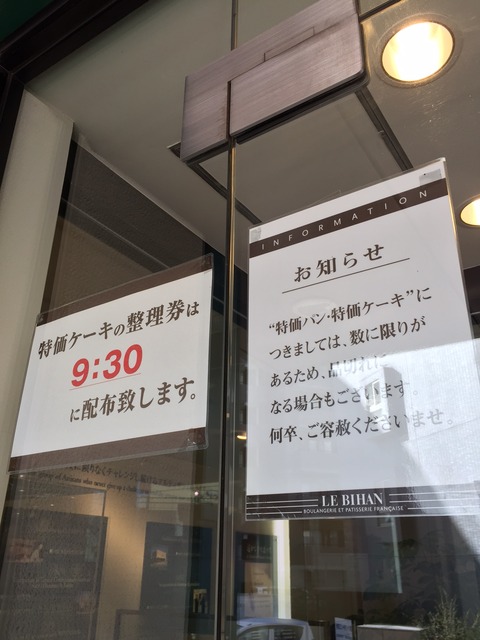 特価ケーキの整理券は
9:30
に配布致します。
INFORMATION
お知らせ
“特価パン・特価ケーキ”に
つきましては、数に限りが
あるため、品切れに
なる場合もございます。
何卒、ご容赦くださいませ。
LE BIHAN
BOULANGERIE ET PATISSERIE FRANÇAISE